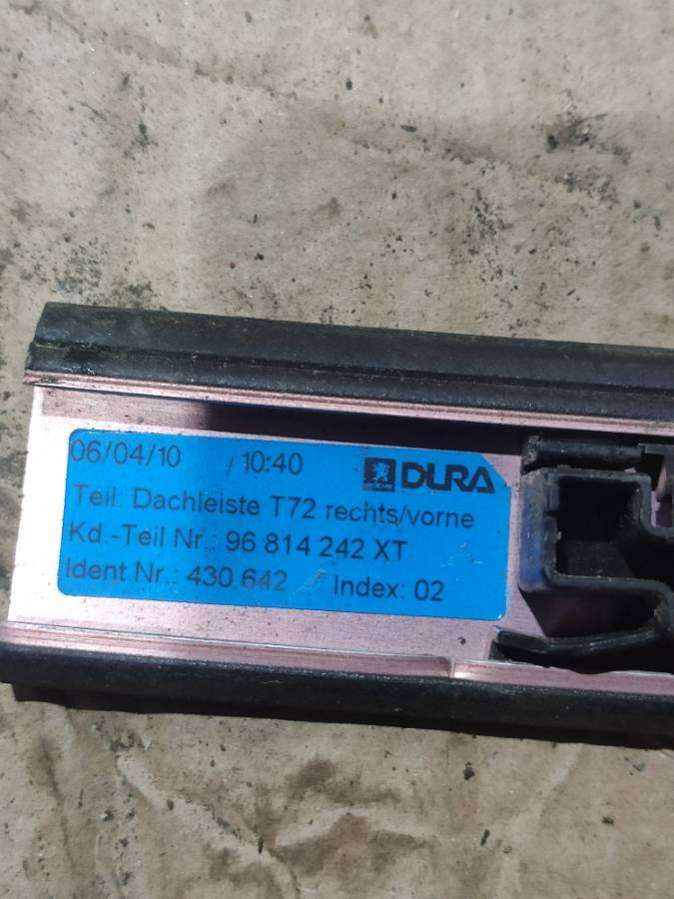 06/04/10 / 10:40 DURA
Teil: Dachleiste T72 rechts/vorne
Kd.-Teil Nr.: 96 814 242 XT
Ident.Nr.: 430 642 Index: 02